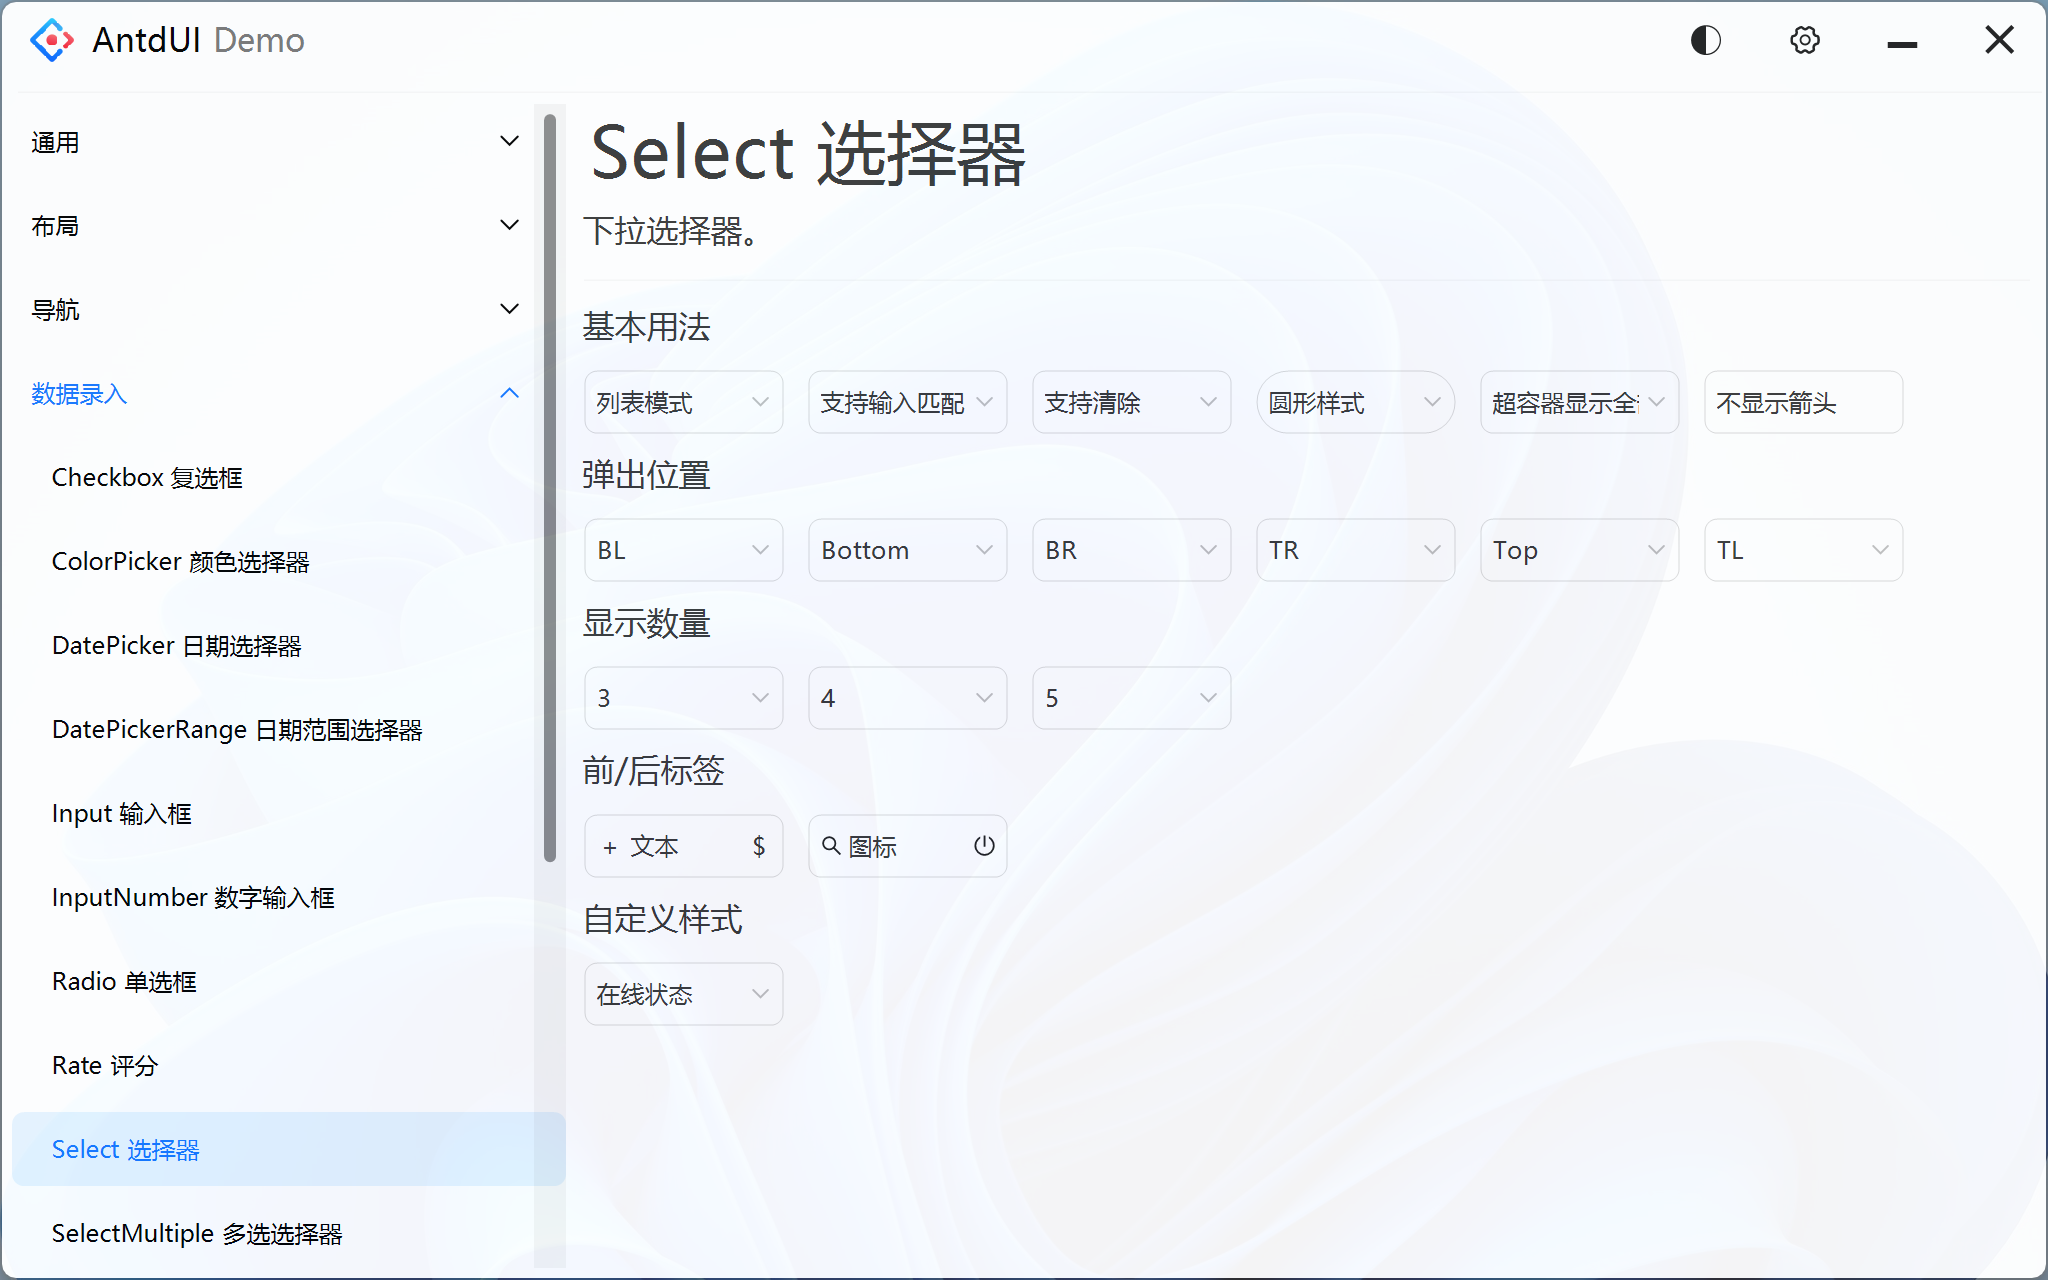 AntdUI Demo
通用
布局
导航
数据录入
Checkbox 复选框
ColorPicker 颜色选择器
DatePicker 日期选择器
DatePickerRange 日期范围选择器
Input 输入框
InputNumber 数字输入框
Radio 单选框
Rate 评分
Select 选择器
SelectMultiple 多选选择器
Select 选择器
下拉选择器。
基本用法
列表模式 支持输入匹配 支持清除 圆形样式 超容器显示全 不显示箭头
弹出位置
BL Bottom BR TR Top TL
显示数量
3 4 5
前/后标签
+ 文本 $ 图标
自定义样式
在线状态